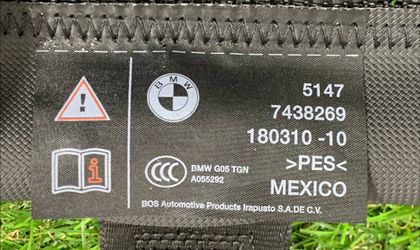 BMW
5147
7438269
180310 -10
>PES<
MEXICO
CCC
BMW G05 TGN
A055292
BOS Automotive Products Irapuato S.A.DE C.V.